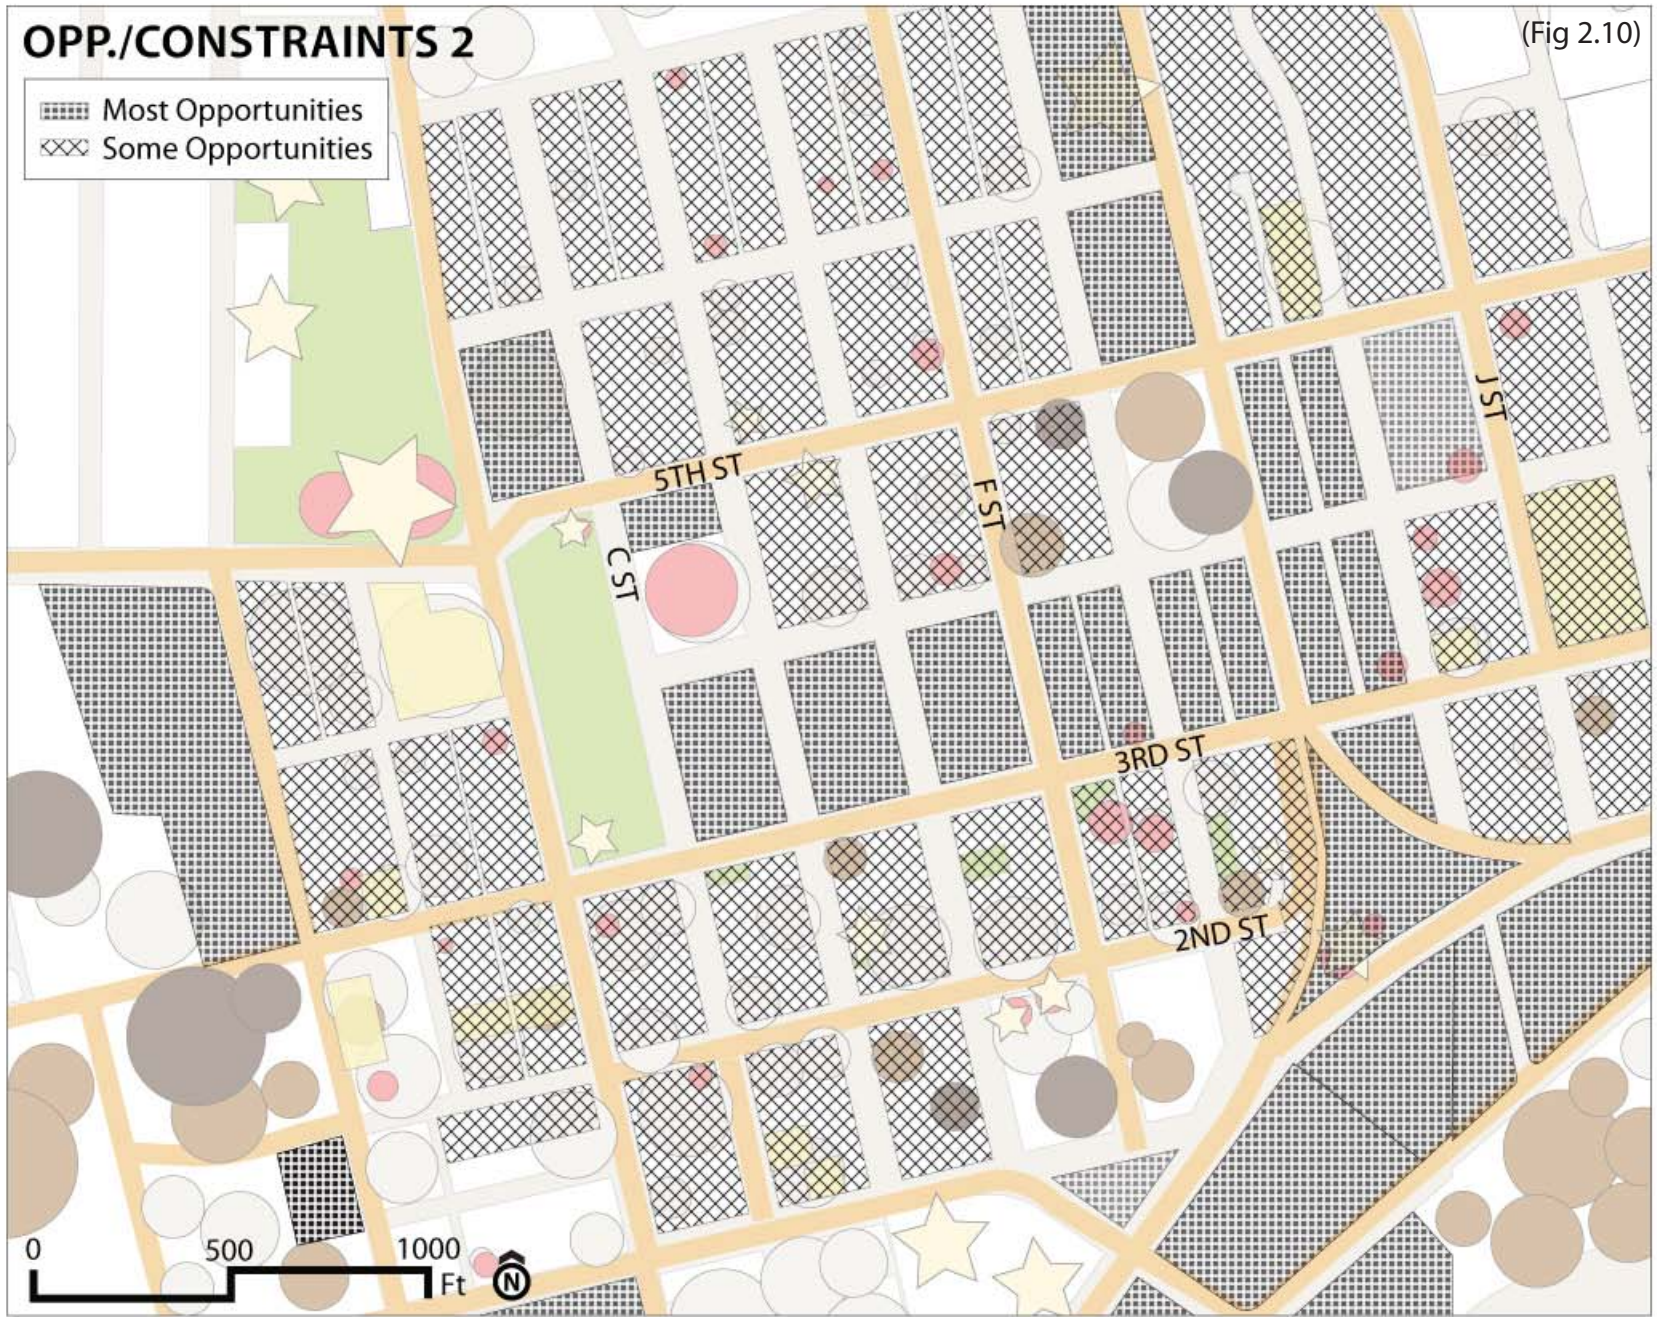 OPP./CONSTRAINTS 2
(Fig 2.10)
Most Opportunities
Some Opportunities
J ST
5TH ST
F ST
C ST
3RD ST
2ND ST
0 500 1000
Ft N